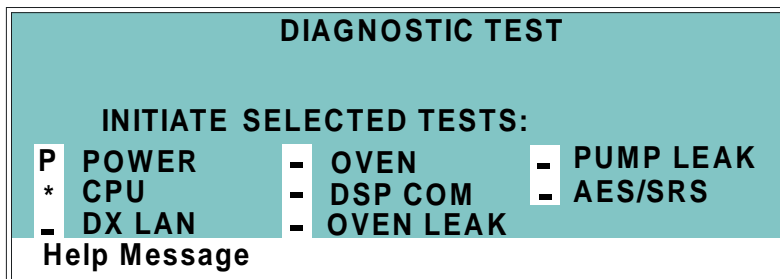 DIAGNOSTIC TEST
INITIATE SELECTED TESTS:
P POWER - OVEN - PUMP LEAK
* CPU - DSP COM - AES/SRS
- DX LAN - OVEN LEAK
Help Message